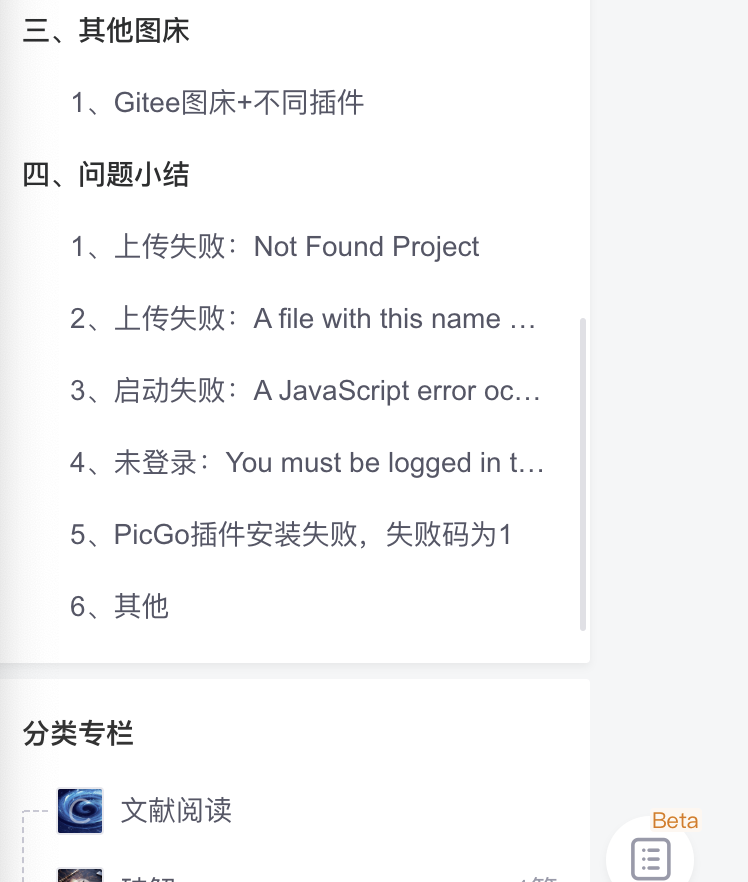 三、其他图床
1、Gitee图床+不同插件
四、问题小结
1、上传失败：Not Found Project
2、上传失败：A file with this name …
3、启动失败：A JavaScript error oc…
4、未登录：You must be logged in t…
5、PicGo插件安装失败，失败码为1
6、其他
分类专栏
文献阅读
Beta